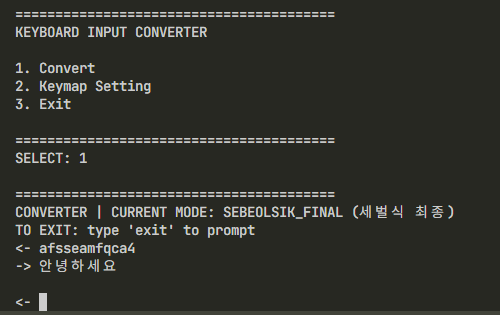 ========================================
KEYBOARD INPUT CONVERTER
1. Convert
2. Keymap Setting
3. Exit
========================================
SELECT: 1
========================================
CONVERTER | CURRENT MODE: SEBEOLSIK_FINAL (세벌식 최종)
TO EXIT: type 'exit' to prompt
<- afsseamfqca4
-> 안녕하세요
<-